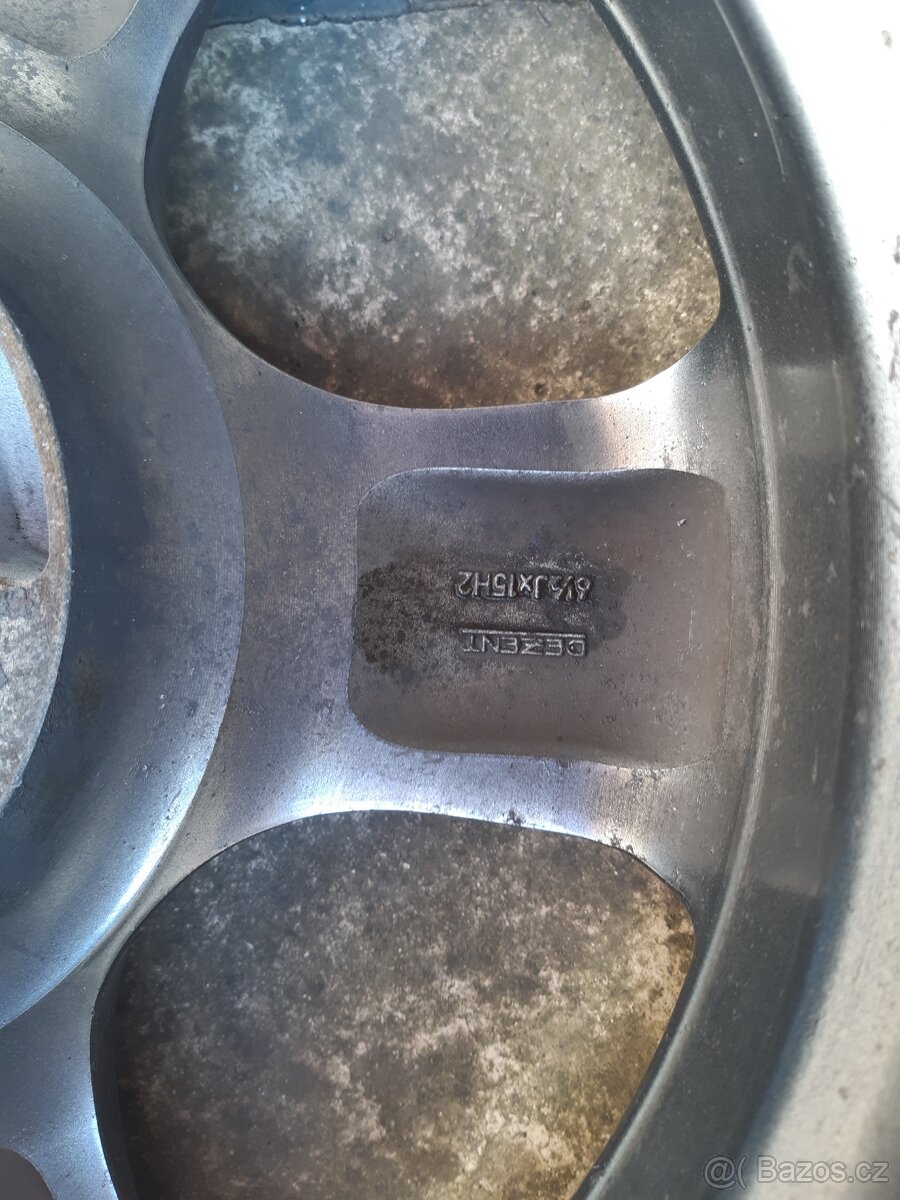 DEZENT
6½Jx15H2
@( Bazos.cz